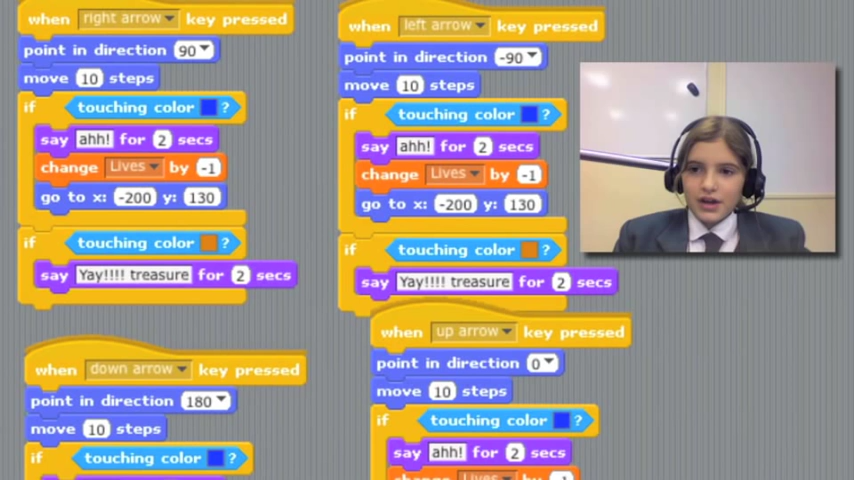 when right arrow key pressed
point in direction 90
move 10 steps
if touching color ?
say ahh! for 2 secs
change Lives by -1
go to x: -200 y: 130
if touching color ?
say Yay!!!! treasure for 2 secs
when left arrow key pressed
point in direction -90
move 10 steps
if touching color ?
say ahh! for 2 secs
change Lives by -1
go to x: -200 y: 130
if touching color ?
say Yay!!!! treasure for 2 secs
when down arrow key pressed
point in direction 180
move 10 steps
if touching color ?
when up arrow key pressed
point in direction 0
move 10 steps
if touching color ?
say ahh! for 2 secs
change Lives by -1